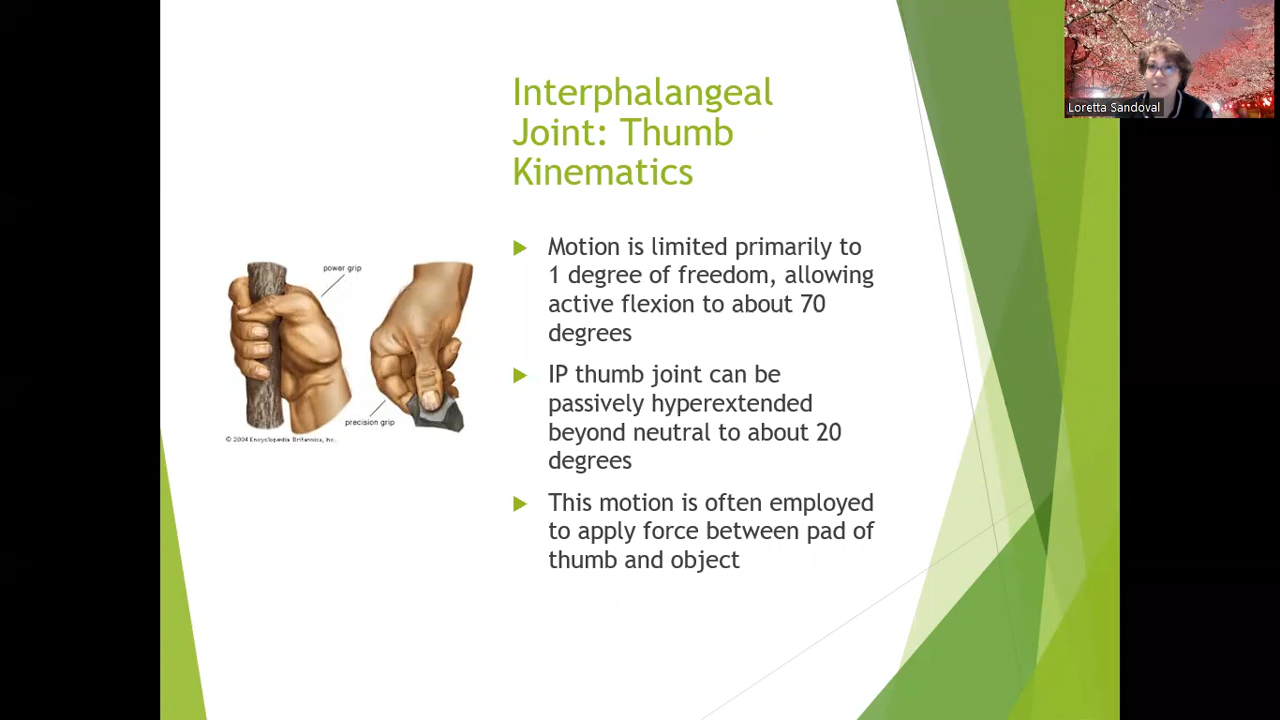 Interphalangeal
Joint: Thumb
Kinematics
Motion is limited primarily to
1 degree of freedom, allowing
active flexion to about 70
degrees
IP thumb joint can be
passively hyperextended
beyond neutral to about 20
degrees
This motion is often employed
to apply force between pad of
thumb and object
power grip
precision grip
© 2004 Encyclopædia Britannica, Inc.
Loretta Sandoval